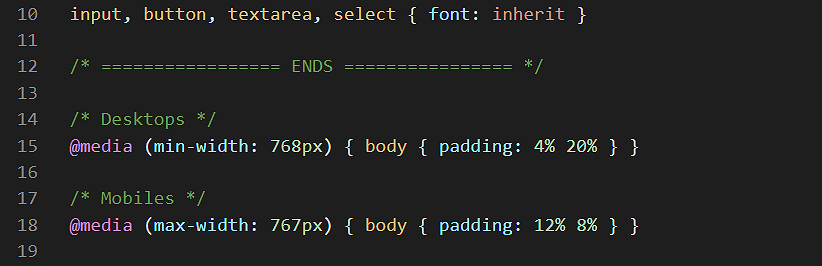 10 input, button, textarea, select { font: inherit }
11
12 /* ================= ENDS ================ */
13
14 /* Desktops */
15 @media (min-width: 768px) { body { padding: 4% 20% } }
16
17 /* Mobiles */
18 @media (max-width: 767px) { body { padding: 12% 8% } }
19